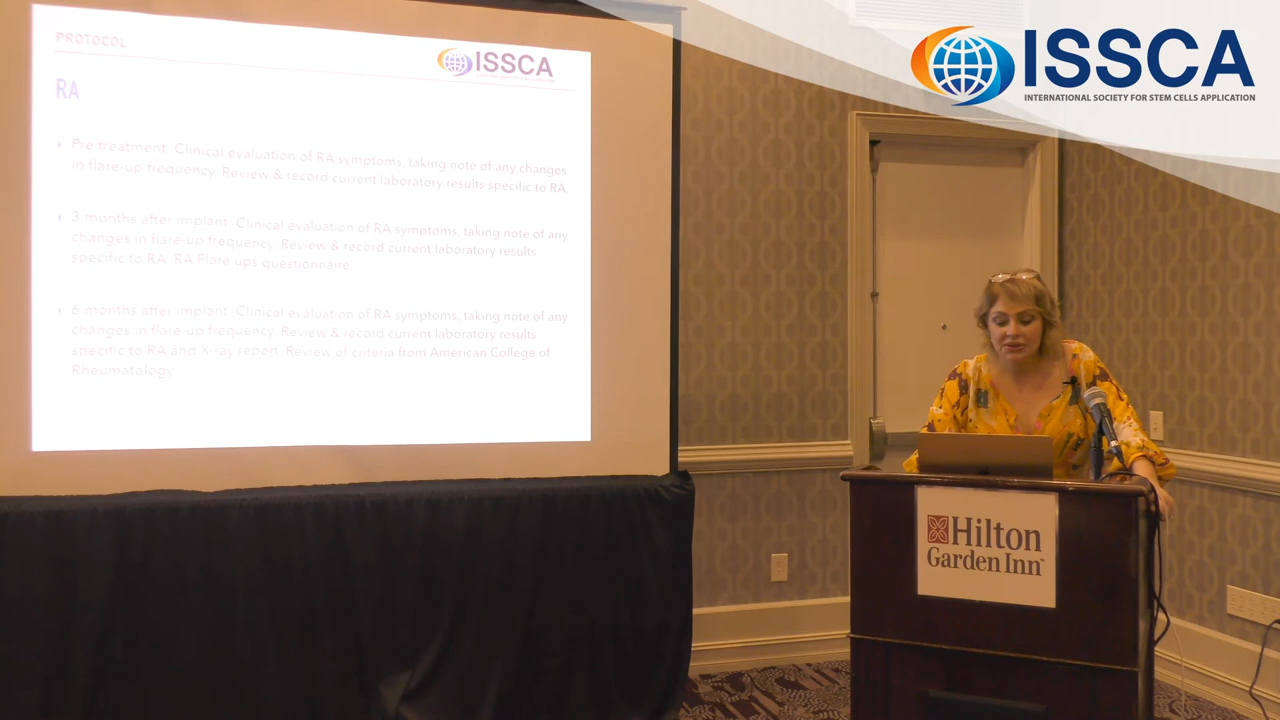 PROTOCOL
ISSCA
RA
Pre treatment: Clinical evaluation of RA symptoms, taking note of any changes
in flare-up frequency. Review & record current laboratory results specific to RA.
3 months after implant: Clinical evaluation of RA symptoms, taking note of any
changes in flare-up frequency. Review & record current laboratory results
specific to RA. RA Flare ups questionnaire
6 months after implant: Clinical evaluation of RA symptoms, taking note of any
changes in flare-up frequency. Review & record current laboratory results
specific to RA and X-ray report. Review of criteria from American College of
Rheumatology
ISSCA
INTERNATIONAL SOCIETY FOR STEM CELLS APPLICATION
Hilton
Garden Inn™